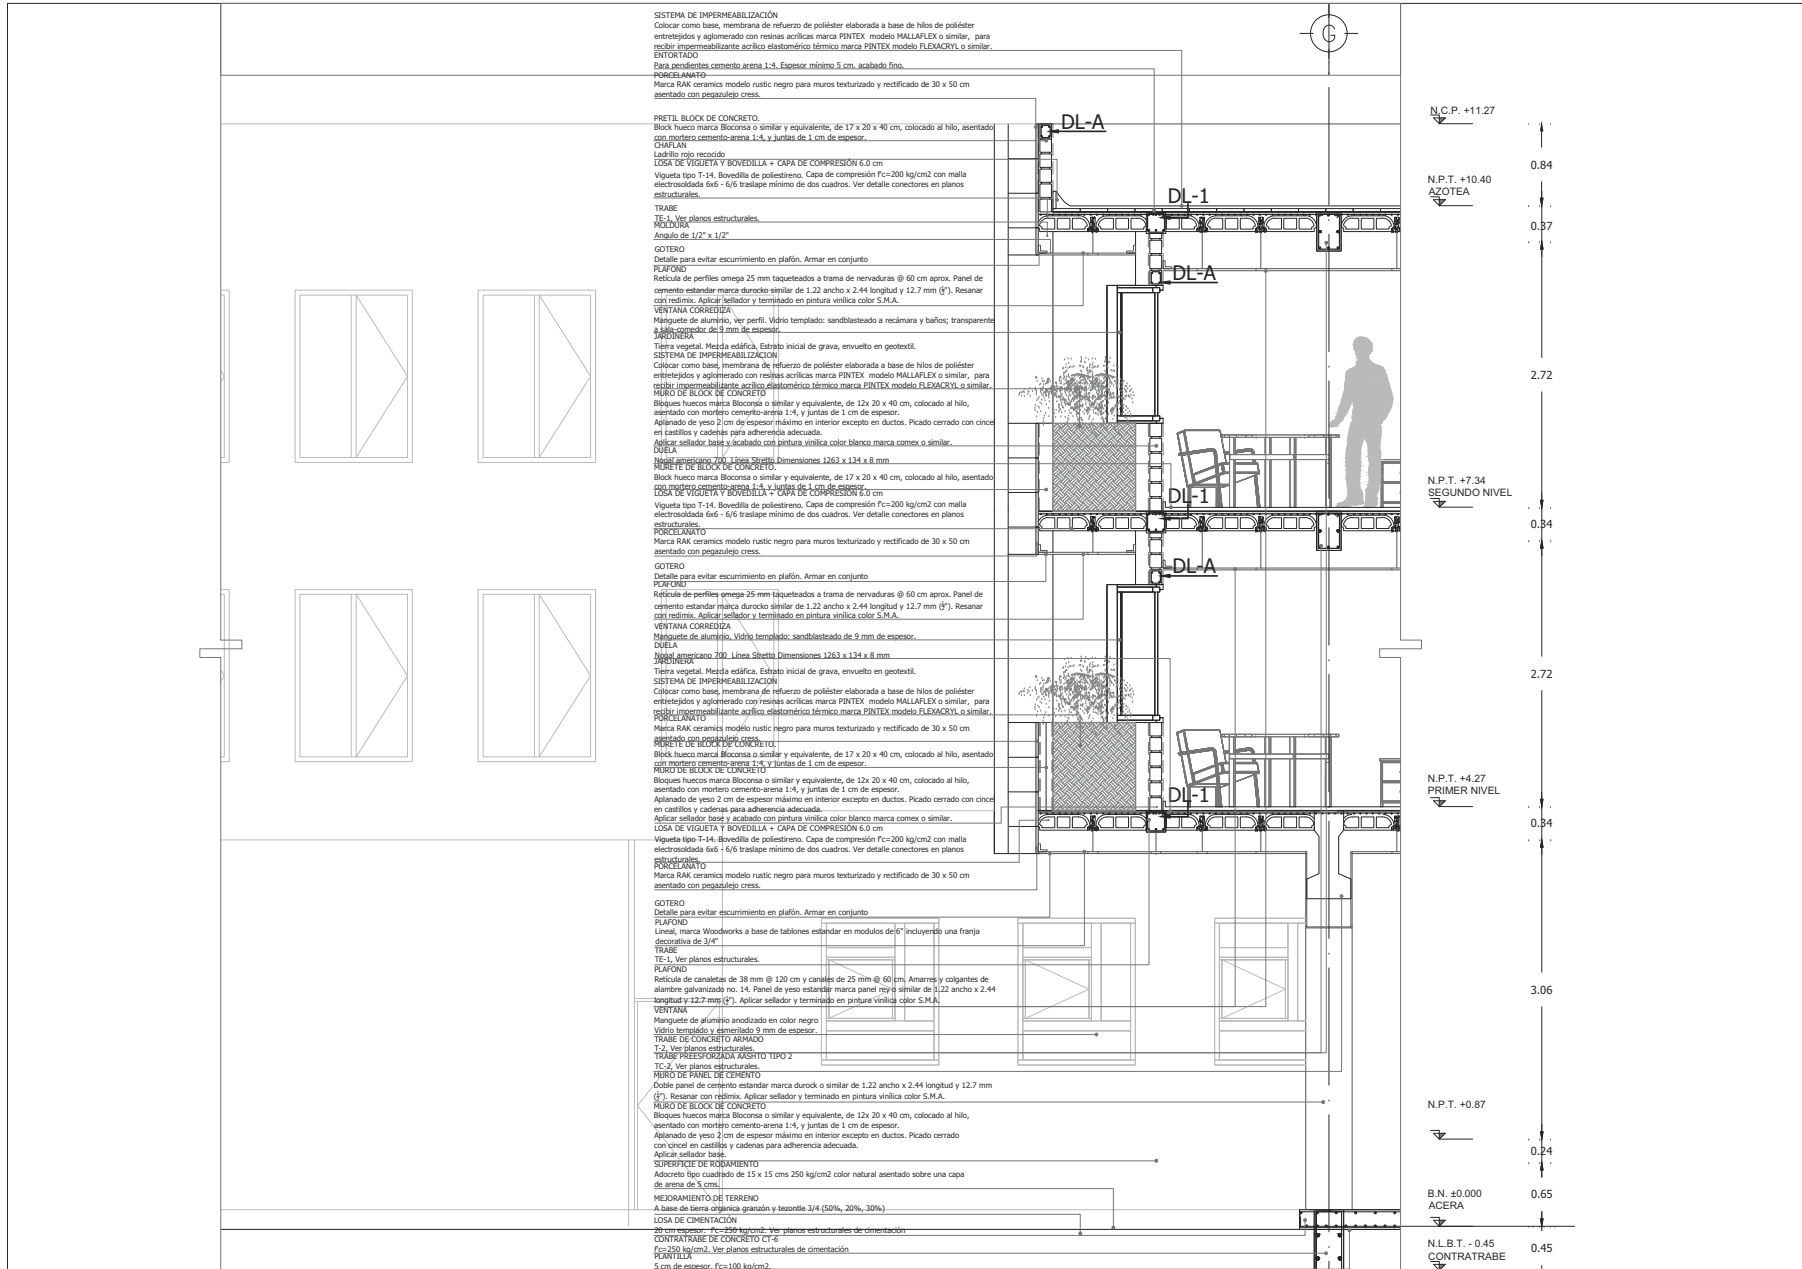 SISTEMA DE IMPERMEABILIZACIÓN
Colocar como base, membrana de refuerzo de poliéster elaborada a base de hilos de poliéster
entretejidos y aglomerado con resinas acrílicas marca PINTEX modelo MALLAFLEX o similar, para
recibir impermeabilizante acrílico elastomérico térmico marca PINTEX modelo FLEXACRYL o similar.
ENTORTADO
Para pendientes cemento arena 1:4. Espesor mínimo 5 cm. acabado fino.
PORCELANATO
Marca RAK ceramics modelo rustic negro para muros texturizado y rectificado de 30 x 50 cm
asentado con pegazulejo cress.
PRETIL BLOCK DE CONCRETO.
Block hueco marca Bloconsa o similar y equivalente, de 17 x 20 x 40 cm, colocado al hilo, asentado
con mortero cemento-arena 1:4, y juntas de 1 cm de espesor.
CHAFLAN
Ladrillo rojo recocido
LOSA DE VIGUETA Y BOVEDILLA + CAPA DE COMPRESIÓN 6.0 cm
Vigueta tipo T-14. Bovedilla de poliestireno. Capa de compresión f'c=200 kg/cm2 con malla
electrosoldada 6x6 - 6/6 traslape mínimo de dos cuadros. Ver detalle conectores en planos
estructurales.
TRABE
TE-1, Ver planos estructurales.
MOLDURA
Angulo de 1/2" x 1/2"
GOTERO
Detalle para evitar escurrimiento en plafón. Armar en conjunto
PLAFOND
Retícula de perfiles omega 25 mm taqueteados a trama de nervaduras @ 60 cm aprox. Panel de
cemento estandar marca durocko similar de 1.22 ancho x 2.44 longitud y 12.7 mm (½"). Resanar
con redimix. Aplicar sellador y terminado en pintura vinílica color S.M.A.
VENTANA CORREDIZA
Manguete de aluminio, ver perfil. Vidrio templado: sandblasteado a recámara y baños; transparente
a sala-comedor de 9 mm de espesor.
JARDINERA
Tierra vegetal. Mezcla edáfica. Estrato inicial de grava, envuelto en geotextil.
SISTEMA DE IMPERMEABILIZACION
Colocar como base, membrana de refuerzo de poliéster elaborada a base de hilos de poliéster
entretejidos y aglomerado con resinas acrílicas marca PINTEX modelo MALLAFLEX o similar, para
recibir impermeabilizante acrílico elastomérico térmico marca PINTEX modelo FLEXACRYL o similar.
MURO DE BLOCK DE CONCRETO
Bloques huecos marca Bloconsa o similar y equivalente, de 12x 20 x 40 cm, colocado al hilo,
asentado con mortero cemento-arena 1:4, y juntas de 1 cm de espesor.
Aplanado de yeso 2 cm de espesor máximo en interior excepto en ductos. Picado cerrado con cincel
en castillos y cadenas para adherencia adecuada.
Aplicar sellador base y acabado con pintura vinilica color blanco marca comex o similar.
DUELA
Nogal americano 700 Línea Stretto Dimensiones 1263 x 134 x 8 mm
MURETE DE BLOCK DE CONCRETO.
Block hueco marca Bloconsa o similar y equivalente, de 17 x 20 x 40 cm, colocado al hilo, asentado
con mortero cemento-arena 1:4, y juntas de 1 cm de espesor.
LOSA DE VIGUETA Y BOVEDILLA + CAPA DE COMPRESIÓN 6.0 cm
Vigueta tipo T-14. Bovedilla de poliestireno. Capa de compresión f'c=200 kg/cm2 con malla
electrosoldada 6x6 - 6/6 traslape mínimo de dos cuadros. Ver detalle conectores en planos
estructurales.
PORCELANATO
Marca RAK ceramics modelo rustic negro para muros texturizado y rectificado de 30 x 50 cm
asentado con pegazulejo cress.
GOTERO
Detalle para evitar escurrimiento en plafón. Armar en conjunto
PLAFOND
Retícula de perfiles omega 25 mm taqueteados a trama de nervaduras @ 60 cm aprox. Panel de
cemento estandar marca durocko similar de 1.22 ancho x 2.44 longitud y 12.7 mm (½"). Resanar
con redimix. Aplicar sellador y terminado en pintura vinílica color S.M.A.
VENTANA CORREDIZA
Manguete de aluminio, Vidrio templado: sandblasteado de 9 mm de espesor.
DUELA
Nogal americano 700 Línea Stretto Dimensiones 1263 x 134 x 8 mm
JARDINERA
Tierra vegetal. Mezcla edáfica. Estrato inicial de grava, envuelto en geotextil.
SISTEMA DE IMPERMEABILIZACION
Colocar como base, membrana de refuerzo de poliéster elaborada a base de hilos de poliéster
entretejidos y aglomerado con resinas acrílicas marca PINTEX modelo MALLAFLEX o similar, para
recibir impermeabilizante acrílico elastomérico térmico marca PINTEX modelo FLEXACRYL o similar.
PORCELANATO
Marca RAK ceramics modelo rustic negro para muros texturizado y rectificado de 30 x 50 cm
asentado con pegazulejo cress.
MURETE DE BLOCK DE CONCRETO.
Block hueco marca Bloconsa o similar y equivalente, de 17 x 20 x 40 cm, colocado al hilo, asentado
con mortero cemento-arena 1:4, y juntas de 1 cm de espesor.
MURO DE BLOCK DE CONCRETO
Bloques huecos marca Bloconsa o similar y equivalente, de 12x 20 x 40 cm, colocado al hilo,
asentado con mortero cemento-arena 1:4, y juntas de 1 cm de espesor.
Aplanado de yeso 2 cm de espesor máximo en interior excepto en ductos. Picado cerrado con cincel
en castillos y cadenas para adherencia adecuada.
Aplicar sellador base y acabado con pintura vinilica color blanco marca comex o similar.
LOSA DE VIGUETA Y BOVEDILLA + CAPA DE COMPRESIÓN 6.0 cm
Vigueta tipo T-14. Bovedilla de poliestireno. Capa de compresión f'c=200 kg/cm2 con malla
electrosoldada 6x6 - 6/6 traslape mínimo de dos cuadros. Ver detalle conectores en planos
estructurales.
PORCELANATO
Marca RAK ceramics modelo rustic negro para muros texturizado y rectificado de 30 x 50 cm
asentado con pegazulejo cress.
GOTERO
Detalle para evitar escurrimiento en plafón. Armar en conjunto
PLAFOND
Lineal, marca Woodworks a base de tablones estandar en modulos de 6" incluyendo una franja
decorativa de 3/4"
TRABE
TE-1, Ver planos estructurales.
PLAFOND
Retícula de canaletas de 38 mm @ 120 cm y canales de 25 mm @ 60 cm. Amarres y colgantes de
alambre galvanizado no. 14. Panel de yeso estandar marca panel rey o similar de 1.22 ancho x 2.44
longitud y 12.7 mm (½"). Aplicar sellador y terminado en pintura vinílica color S.M.A.
VENTANA
Manguete de aluminio anodizado en color negro
Vidrio templado y esmerilado 9 mm de espesor.
TRABE DE CONCRETO ARMADO
T-2, Ver planos estructurales.
TRABE PREESFORZADA AASHTO TIPO 2
TC-2, Ver planos estructurales.
MURO DE PANEL DE CEMENTO
Doble panel de cemento estandar marca durock o similar de 1.22 ancho x 2.44 longitud y 12.7 mm
(½"). Resanar con redimix. Aplicar sellador y terminado en pintura vinílica color S.M.A.
MURO DE BLOCK DE CONCRETO
Bloques huecos marca Bloconsa o similar y equivalente, de 12x 20 x 40 cm, colocado al hilo,
asentado con mortero cemento-arena 1:4, y juntas de 1 cm de espesor.
Aplanado de yeso 2 cm de espesor máximo en interior excepto en ductos. Picado cerrado
con cincel en castillos y cadenas para adherencia adecuada.
Aplicar sellador base.
SUPERFICIE DE RODAMIENTO
Adocreto tipo cuadrado de 15 x 15 cms 250 kg/cm2 color natural asentado sobre una capa
de arena de 5 cms.
MEJORAMIENTO DE TERRENO
A base de tierra organica granzón y tezontle 3/4 (50%, 20%, 30%)
LOSA DE CIMENTACIÓN
20 cm espesor. f'c=250 kg/cm2. Ver planos estructurales de cimentación
CONTRATRABE DE CONCRETO CT-6
f'c=250 kg/cm2. Ver planos estructurales de cimentación
PLANTILLA
5 cm de espesor. f'c=100 kg/cm2.
G
DL-A
DL-1
DL-A
DL-1
DL-A
DL-1
N.C.P. +11.27
0.84
N.P.T. +10.40
AZOTEA
0.37
2.72
N.P.T. +7.34
SEGUNDO NIVEL
0.34
2.72
N.P.T. +4.27
PRIMER NIVEL
0.34
3.06
N.P.T. +0.87
0.24
B.N. ±0.000
ACERA
0.65
N.L.B.T. - 0.45
CONTRATRABE
0.45